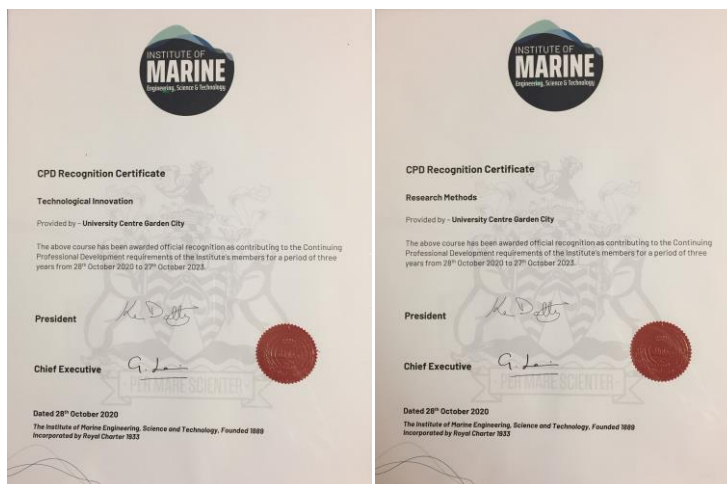 INSTITUTE OF
MARINE
Engineering, Science & Technology
CPD Recognition Certificate
Technological Innovation
Provided by - University Centre Garden City
The above course has been awarded official recognition as contributing to the Continuing
Professional Development requirements of the Institute's members for a period of three
years from 28th October 2020 to 27th October 2023.
President
Chief Executive
PER MARE SCIENTER
Dated 28th October 2020
The Institute of Marine Engineering, Science and Technology, Founded 1889
Incorporated by Royal Charter 1933
INSTITUTE OF
MARINE
Engineering, Science & Technology
CPD Recognition Certificate
Research Methods
Provided by - University Centre Garden City
The above course has been awarded official recognition as contributing to the Continuing
Professional Development requirements of the Institute's members for a period of three
years from 28th October 2020 to 27th October 2023.
President
Chief Executive
PER MARE SCIENTER
Dated 28th October 2020
The Institute of Marine Engineering, Science and Technology, Founded 1889
Incorporated by Royal Charter 1933